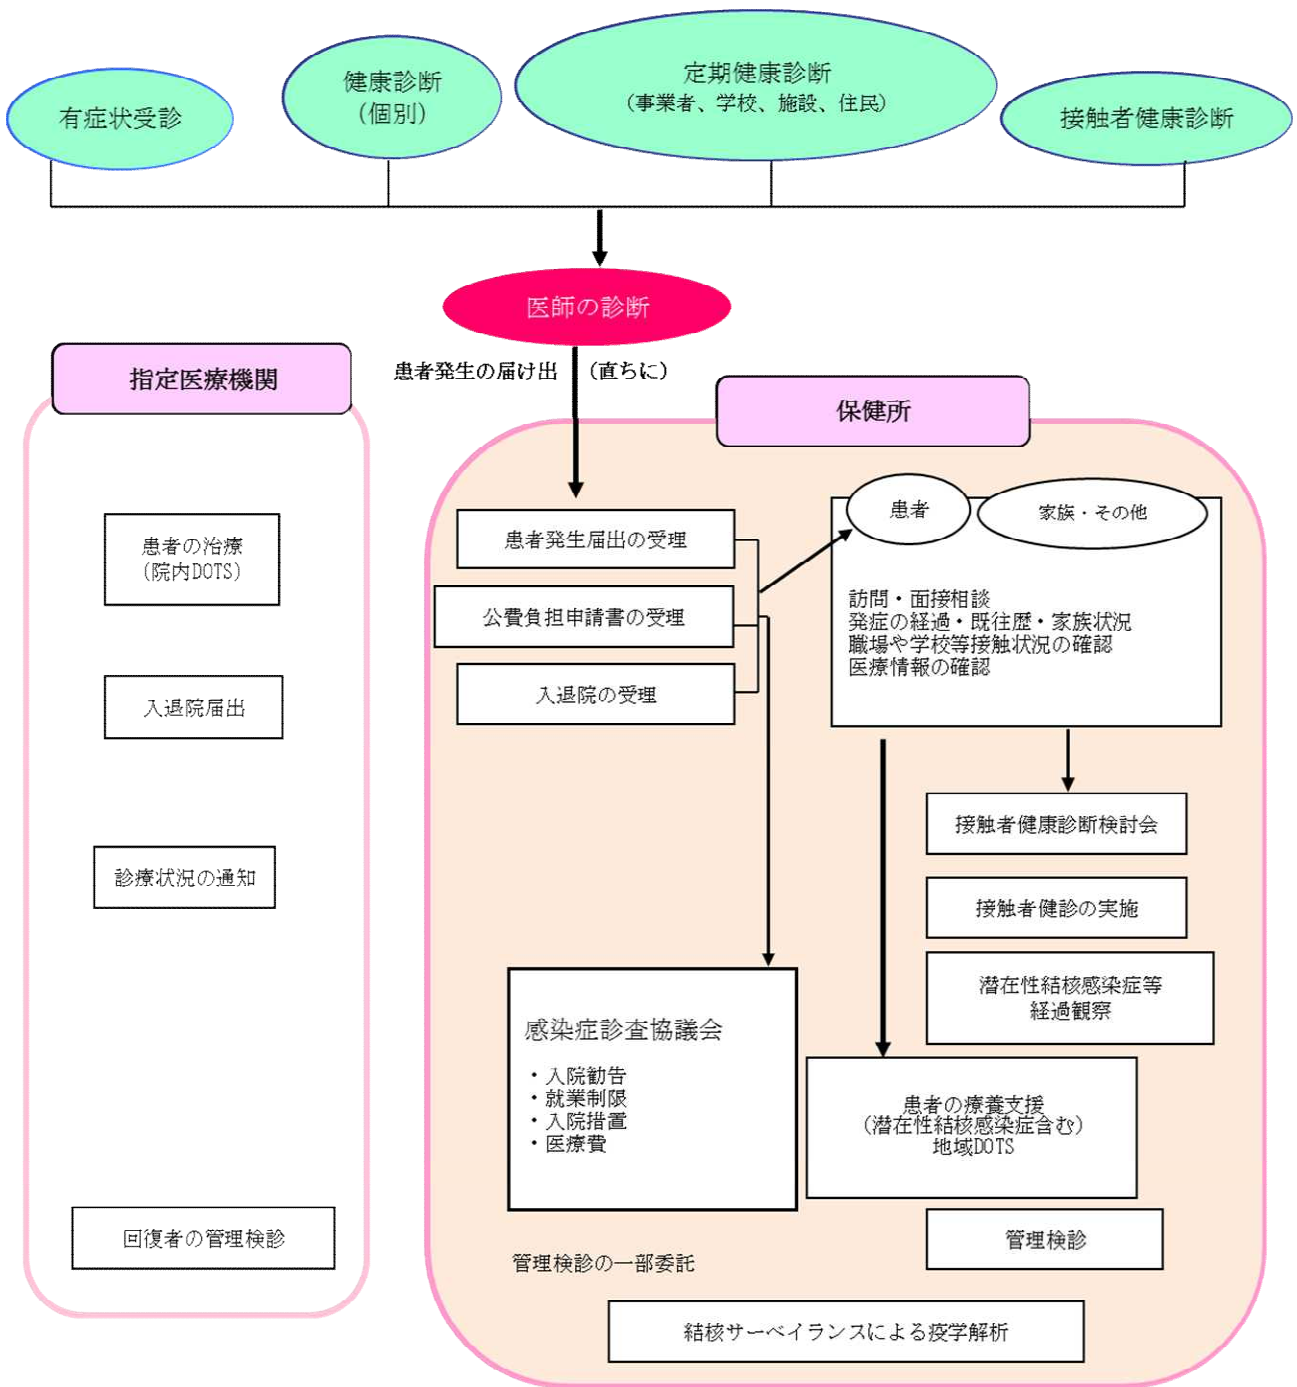 有症状受診
健康診断
（個別）
定期健康診断
（事業者、学校、施設、住民）
接触者健康診断
医師の診断
患者発生の届け出　（直ちに）
指定医療機関
患者の治療
（院内DOTS）
入退院届出
診療状況の通知
回復者の管理検診
保健所
患者発生届出の受理
公費負担申請書の受理
入退院の受理
患者
家族・その他
訪問・面接相談
発症の経過・既往歴・家族状況
職場や学校等接触状況の確認
医療情報の確認
接触者健康診断検討会
接触者健診の実施
潜在性結核感染症等
経過観察
感染症診査協議会
・入院勧告
・就業制限
・入院措置
・医療費
患者の療養支援
（潜在性結核感染症含む）
地域DOTS
管理検診
管理検診の一部委託
結核サーベイランスによる疫学解析